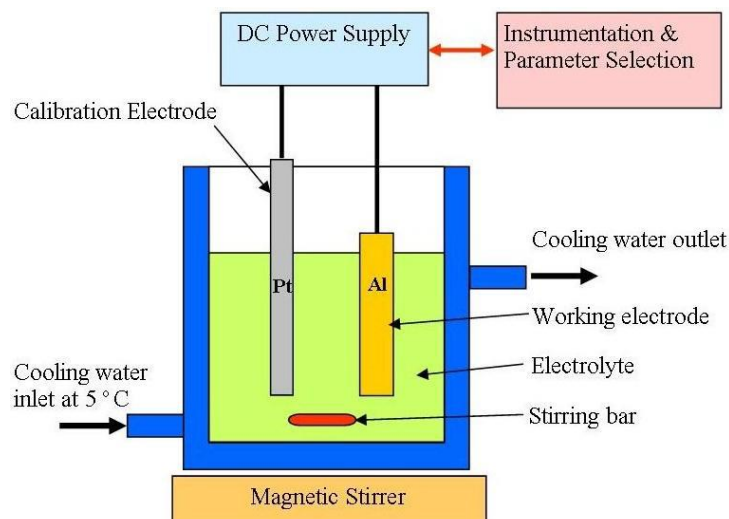 DC Power Supply
Instrumentation &
Parameter Selection
Calibration Electrode
Cooling water outlet
Pt
Al
Working electrode
Cooling water
inlet at 5°C
Electrolyte
Stirring bar
Magnetic Stirrer